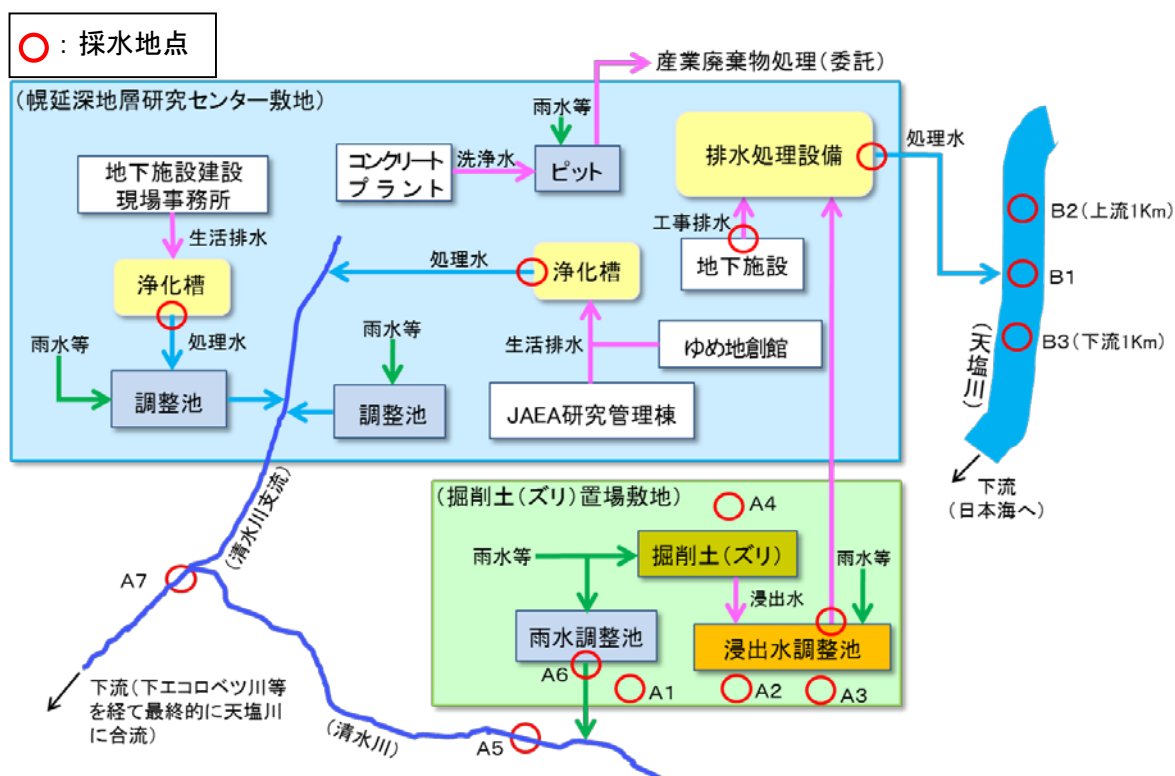 ○：採水地点
産業廃棄物処理（委託）
（幌延深地層研究センター敷地）
雨水等
処理水
地下施設建設
現場事務所
コンクリート
プラント
洗浄水
ピット
排水処理設備
B2（上流1Km）
生活排水
工事排水
浄化槽
処理水
浄化槽
地下施設
B1
雨水等
処理水
雨水等
生活排水
ゆめ地創館
B3（下流1Km）
（天塩川）
調整池
調整池
JAEA研究管理棟
下流
（日本海へ）
（清水川支流）
（掘削土（ズリ）置場敷地）
A4
雨水等
掘削土（ズリ）
雨水等
A7
浸出水
雨水調整池
浸出水調整池
A6
A1
A2
A3
下流（下エコロベツ川等
を経て最終的に天塩川
に合流）
（清水川）
A5